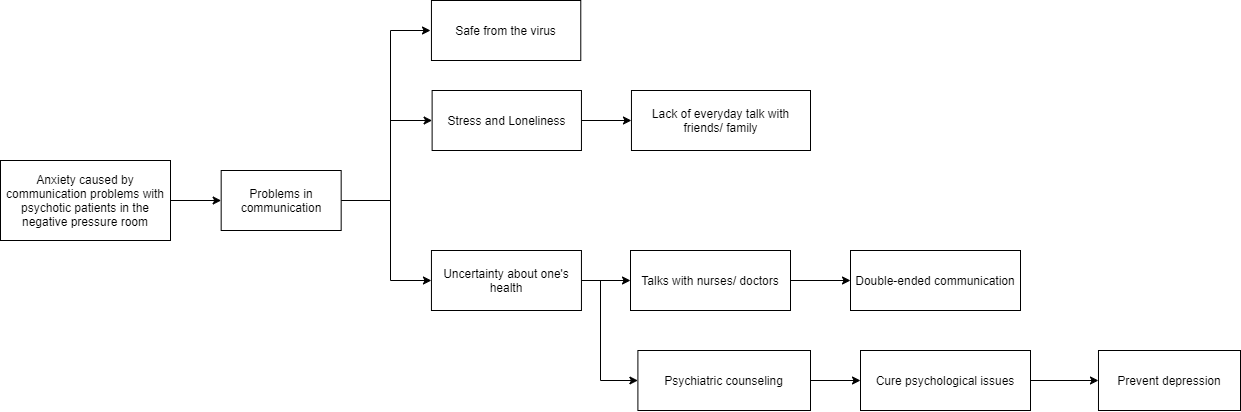 Safe from the virus
Stress and Loneliness
Lack of everyday talk with
friends/ family
Anxiety caused by
communication problems with
psychotic patients in the
negative pressure room
Problems in
communication
Uncertainty about one's
health
Talks with nurses/ doctors
Double-ended communication
Psychiatric counseling
Cure psychological issues
Prevent depression